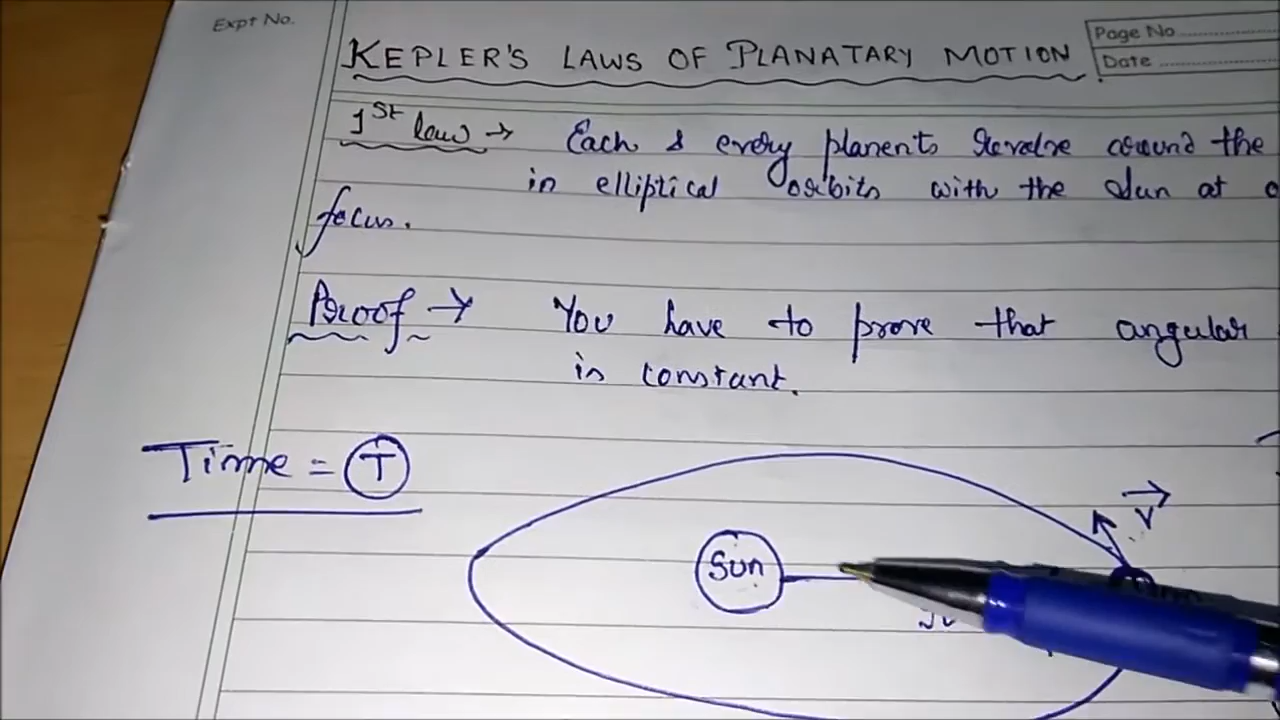 Expt No.
Page No
Date
KEPLER'S LAWS OF PLANATARY MOTION
1st law → Each & every planents revolve around the
in elliptical orbits with the sun at
focus.
Proof → You have to prove that angular
is constant.
Time = T
V
Sun